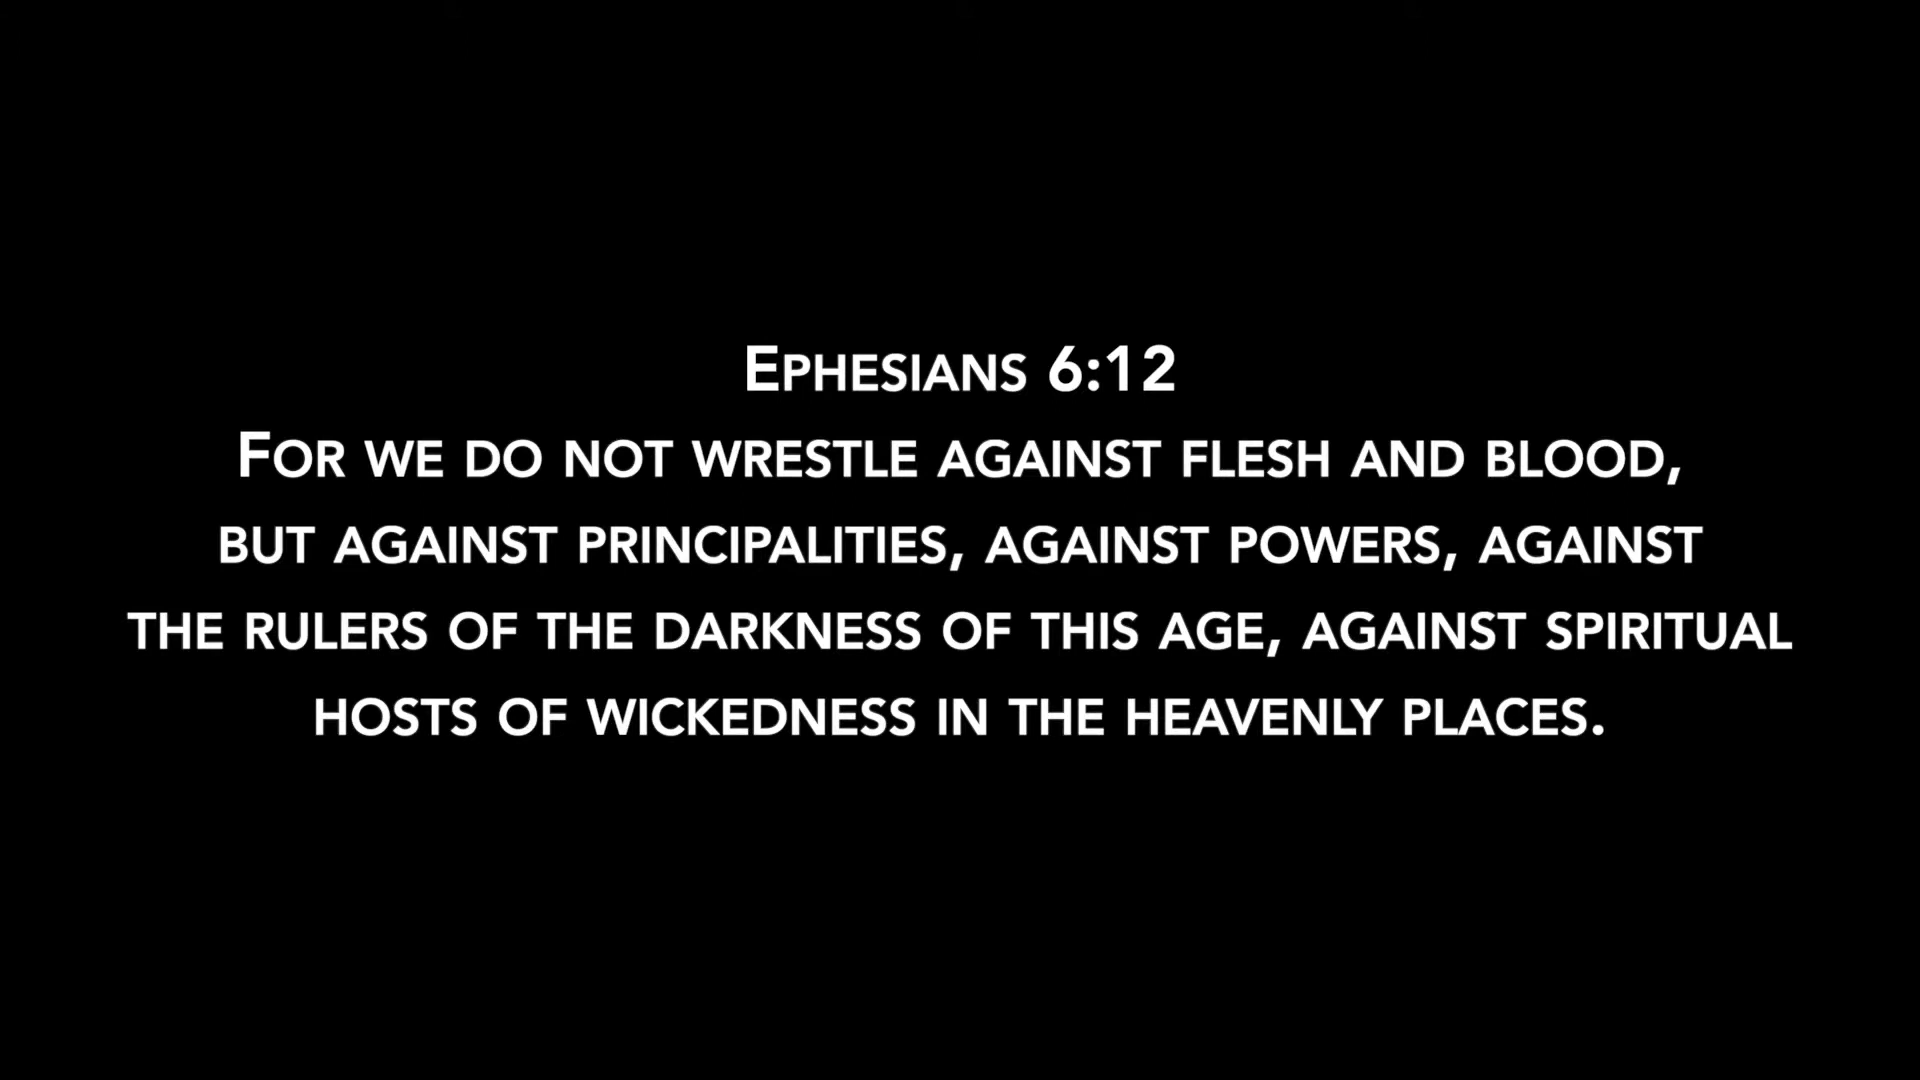 Ephesians 6:12
For we do not wrestle against flesh and blood,
but against principalities, against powers, against
the rulers of the darkness of this age, against spiritual
hosts of wickedness in the heavenly places.